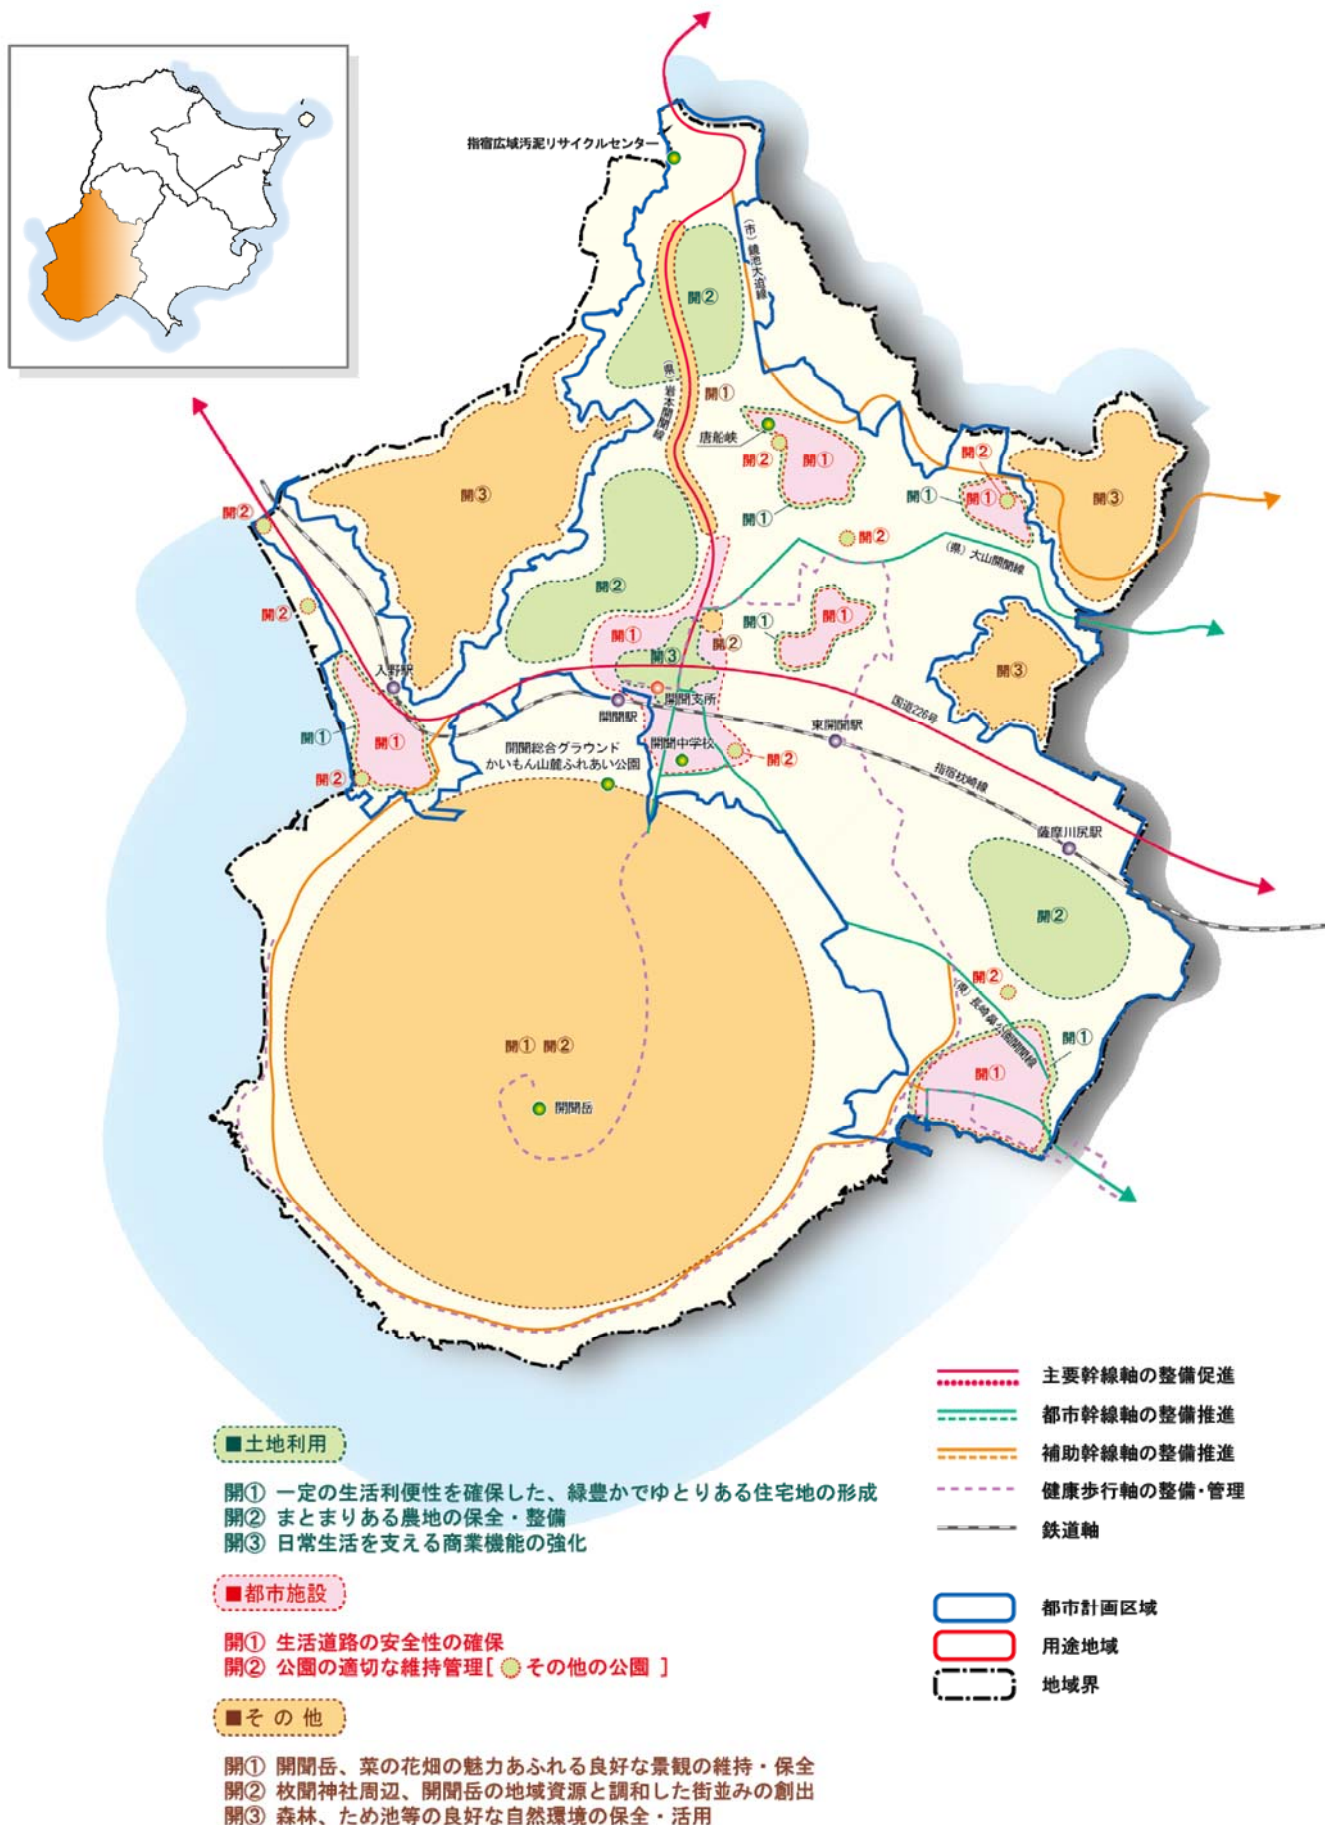 指宿広域汚泥リサイクルセンター
(市)鏡池大迫線
開②
(県)岩本開聞線
開①
唐船峡
開②
開①
開①
開②
開①
開①
開③
開③
開②
開②
(県)大山開聞線
開②
開②
開①
開①
開①
開②
開③
開③
入野駅
開聞駅
開聞支所
国道226号
東開聞駅
開①
開①
開聞中学校
開②
開聞総合グラウンド
かいもん山麓ふれあい公園
開②
指宿枕崎線
薩摩川尻駅
開②
開②
(県)長崎鼻公園開聞線
開①
開①
開① 開②
開聞岳
主要幹線軸の整備促進
都市幹線軸の整備推進
補助幹線軸の整備推進
健康歩行軸の整備・管理
鉄道軸
都市計画区域
用途地域
地域界
■土地利用
開① 一定の生活利便性を確保した、緑豊かでゆとりある住宅地の形成
開② まとまりある農地の保全・整備
開③ 日常生活を支える商業機能の強化
■都市施設
開① 生活道路の安全性の確保
開② 公園の適切な維持管理[ その他の公園 ]
■その他
開① 開聞岳、菜の花畑の魅力あふれる良好な景観の維持・保全
開② 枚聞神社周辺、開聞岳の地域資源と調和した街並みの創出
開③ 森林、ため池等の良好な自然環境の保全・活用